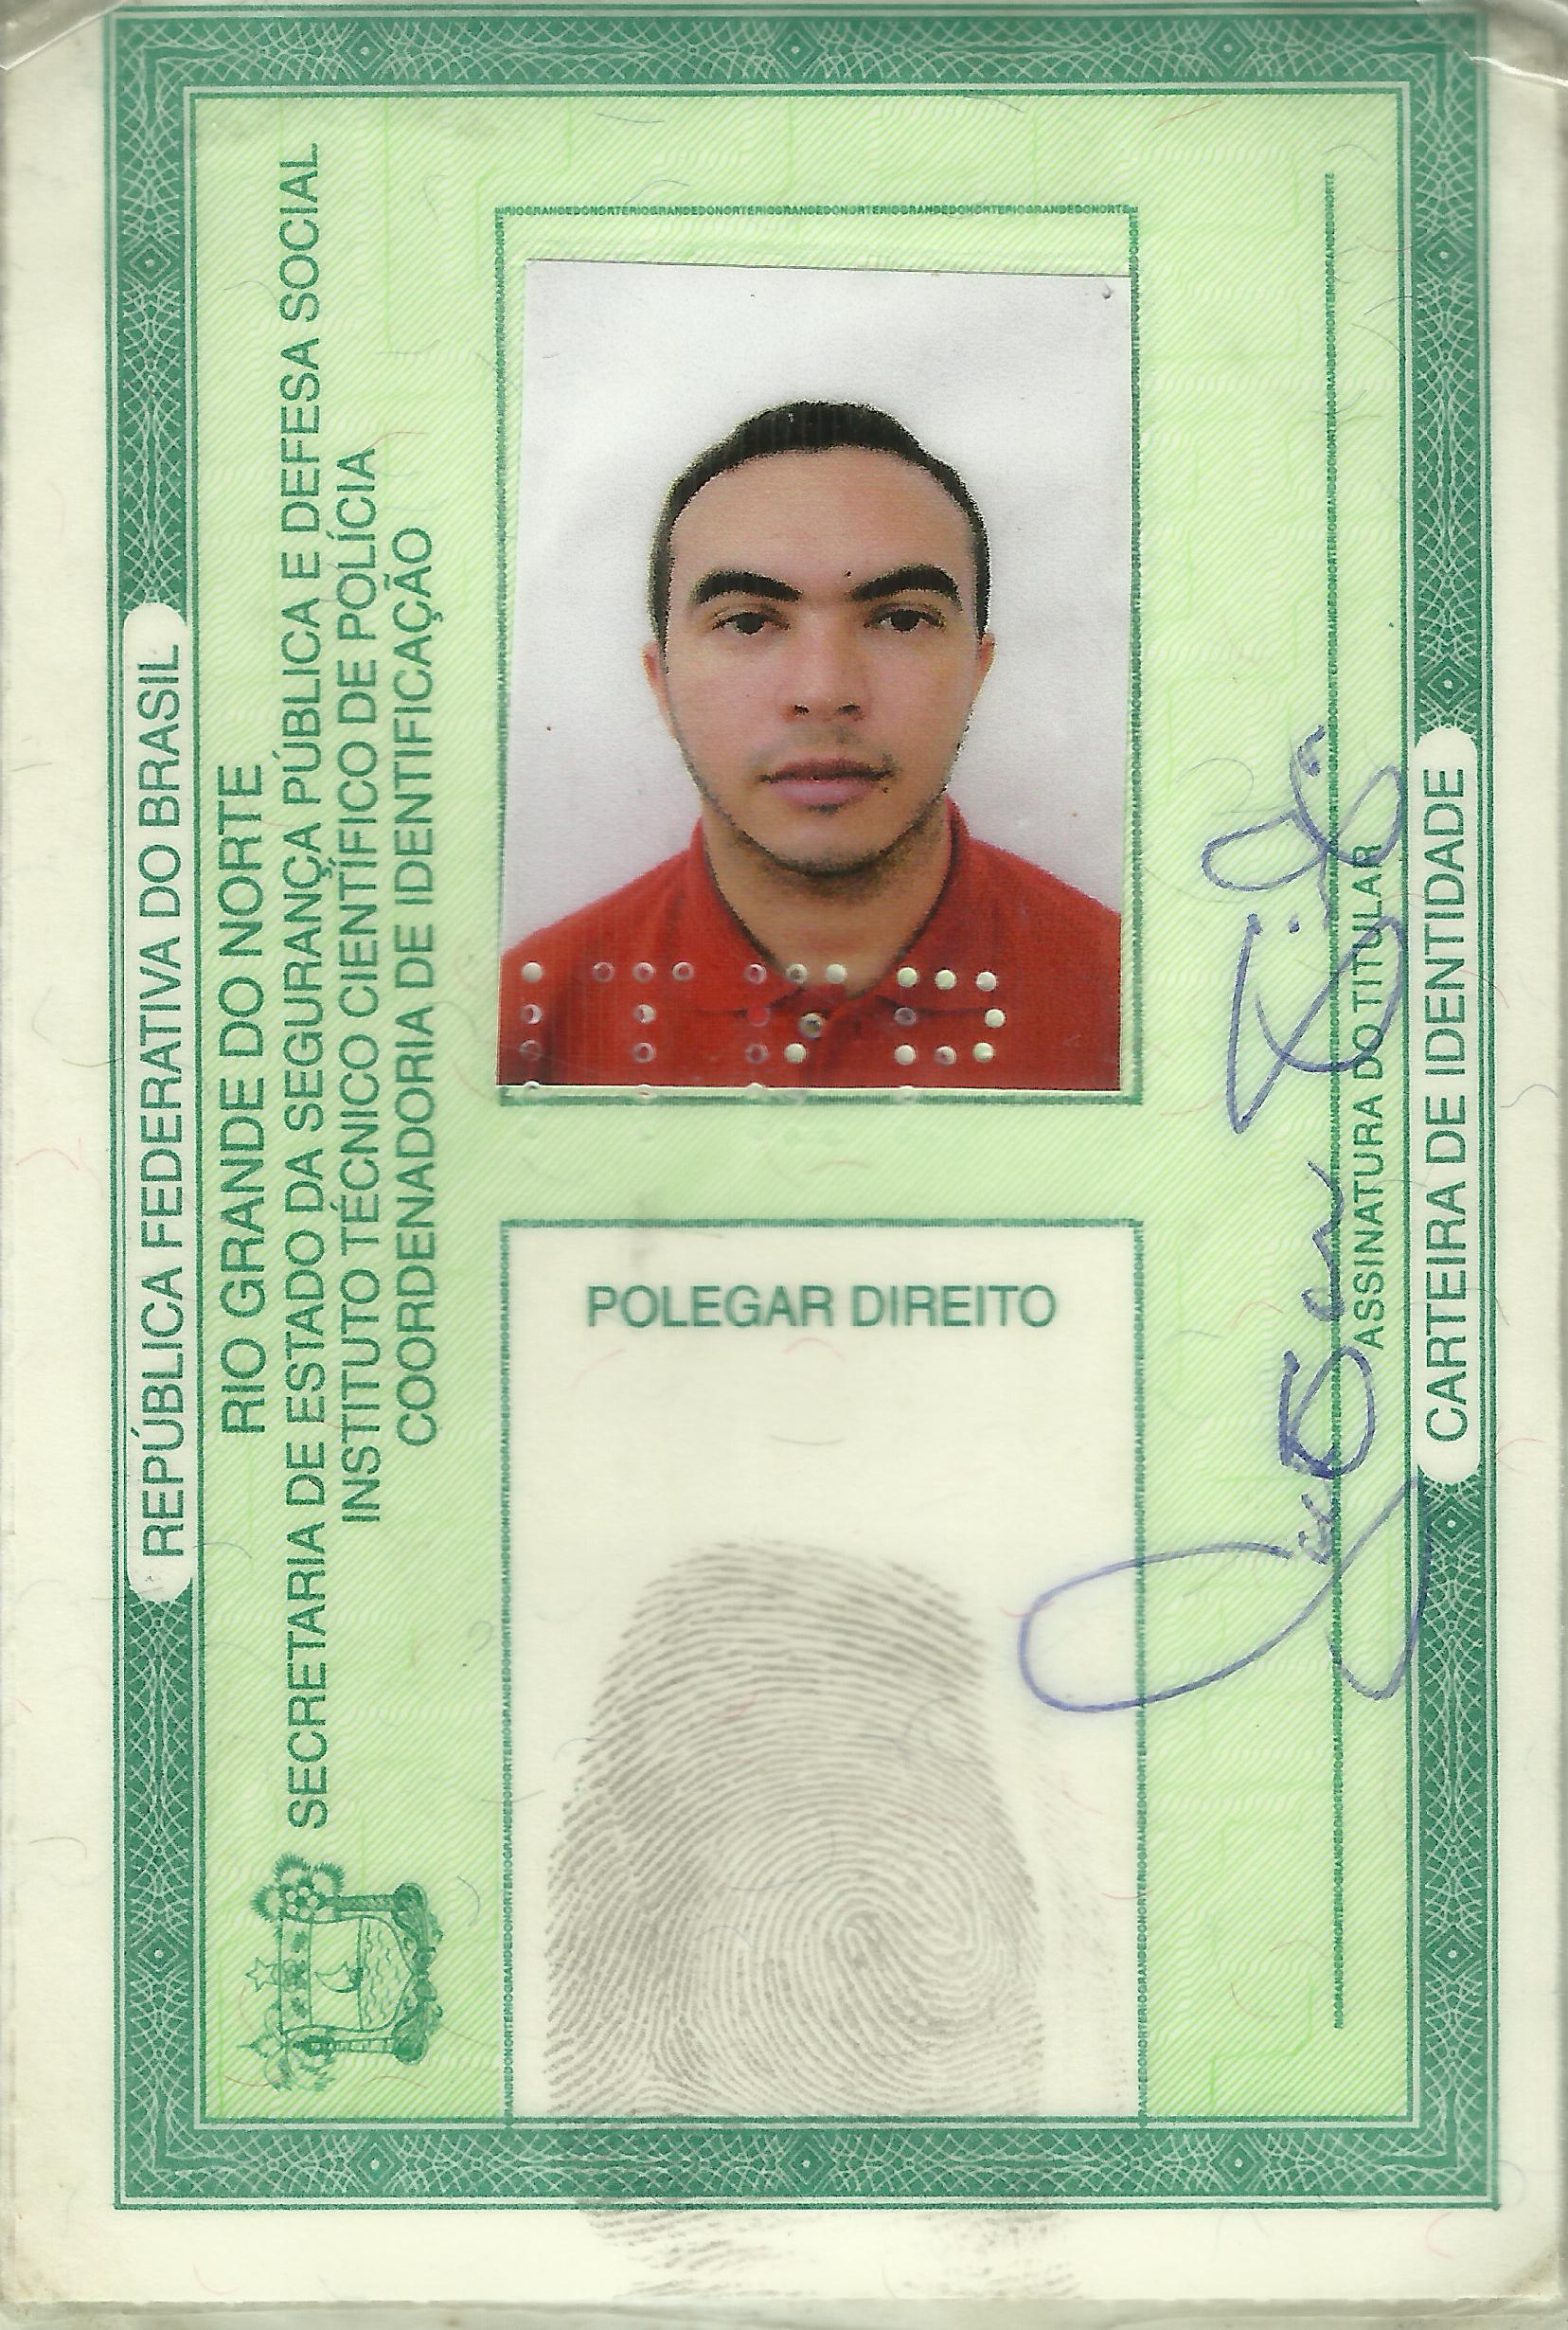 REPÚBLICA FEDERATIVA DO BRASIL
RIO GRANDE DO NORTE
SECRETARIA DE ESTADO DA SEGURANÇA PÚBLICA E DEFESA SOCIAL
INSTITUTO TÉCNICO CIENTÍFICO DE POLÍCIA
COORDENADORIA DE IDENTIFICAÇÃO
RIOGRANDEDONORTERIOGRANDEDONORTERIOGRANDEDONORTERIOGRANDEDONORTERIOGRANDEDONORTE
POLEGAR DIREITO
ASSINATURA DO TITULAR
CARTEIRA DE IDENTIDADE